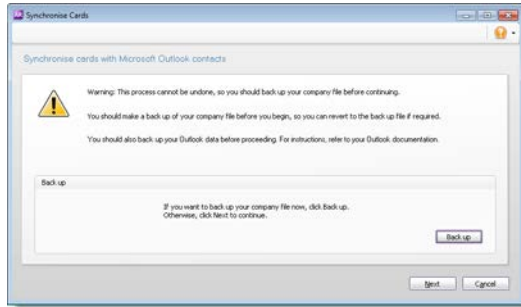 Synchronise Cards
Synchronise cards with Microsoft Outlook contacts
Warning: This process cannot be undone, so you should back up your company file before continuing.
You should make a back up of your company file before you begin, so you can revert to the back up file if required.
You should also back up your Outlook data before proceeding. For instructions, refer to your Outlook documentation.
Back up
If you want to back up your company file now, click Back up.
Otherwise, click Next to continue.
Back up
Next Cancel